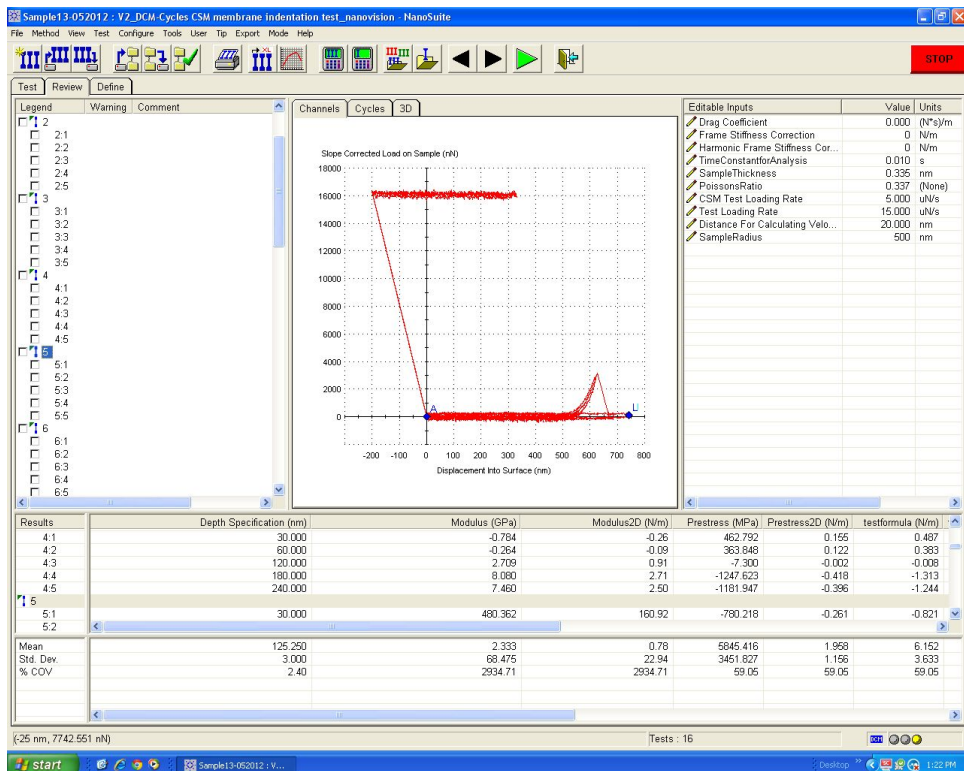 Sample13-052012 : V2_DCM-Cycles CSM membrane indentation test_nanovision - NanoSuite
File Method View Test Configure Tools User Tip Export Mode Help
STOP
Test Review Define
Legend Warning Comment
2
2:1
2:2
2:3
2:4
2:5
3
3:1
3:2
3:3
3:4
3:5
4
4:1
4:2
4:3
4:4
4:5
5
5:1
5:2
5:3
5:4
5:5
6
6:1
6:2
6:3
6:4
6:5
Channels Cycles 3D
Slope Corrected Load on Sample (nN)
18000
16000
14000
12000
10000
8000
6000
4000
2000
0
A
U
-200 -100 0 100 200 300 400 500 600 700 800
Displacement Into Surface (nm)
Editable Inputs Value Units
Drag Coefficient 0.000 (N*s)/m
Frame Stiffness Correction 0 N/m
Harmonic Frame Stiffness Cor... 0 N/m
TimeConstantforAnalysis 0.010 s
SampleThickness 0.335 nm
PoissonsRatio 0.337 (None)
CSM Test Loading Rate 5.000 uN/s
Test Loading Rate 15.000 uN/s
Distance For Calculating Velo... 20.000 nm
SampleRadius 500 nm
Results Depth Specification (nm) Modulus (GPa) Modulus2D (N/m) Prestress (MPa) Prestress2D (N/m) testformula (N/m)
4:1 30.000 -0.784 -0.26 462.792 0.155 0.487
4:2 60.000 -0.264 -0.09 363.848 0.122 0.383
4:3 120.000 2.709 0.91 -7.300 -0.002 -0.008
4:4 180.000 8.080 2.71 -1247.623 -0.418 -1.313
4:5 240.000 7.460 2.50 -1181.947 -0.396 -1.244
5
5:1 30.000 480.362 160.92 -780.218 -0.261 -0.821
5:2
Mean 125.250 2.333 0.78 5845.416 1.958 6.152
Std. Dev. 3.000 68.475 22.94 3451.827 1.156 3.633
% COV 2.40 2934.71 2934.71 59.05 59.05 59.05
(-25 nm, 7742.551 nN) Tests : 16
start Sample13-052012 : V... Desktop 1:22 PM